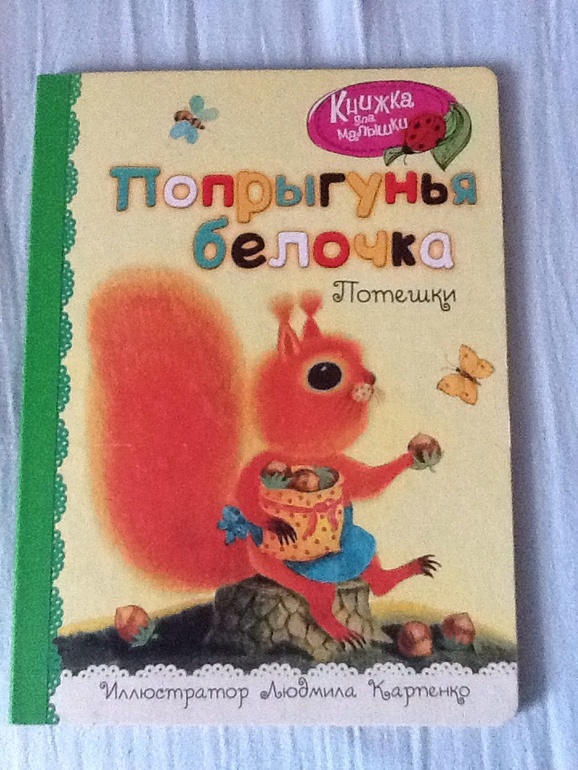 Книжка
для
малышки
Попрыгунья
белочка
Потешки
Иллюстратор Людмила Карпенко